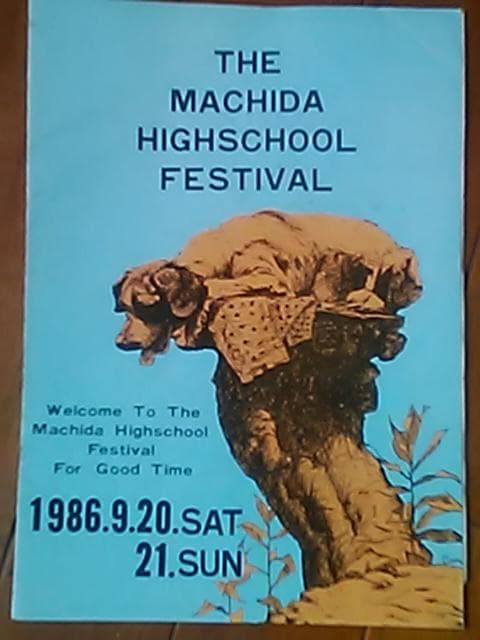 THE
MACHIDA
HIGHSCHOOL
FESTIVAL
Welcome To The
Machida Highschool
Festival
For Good Time
1986.9.20.SAT
21.SUN